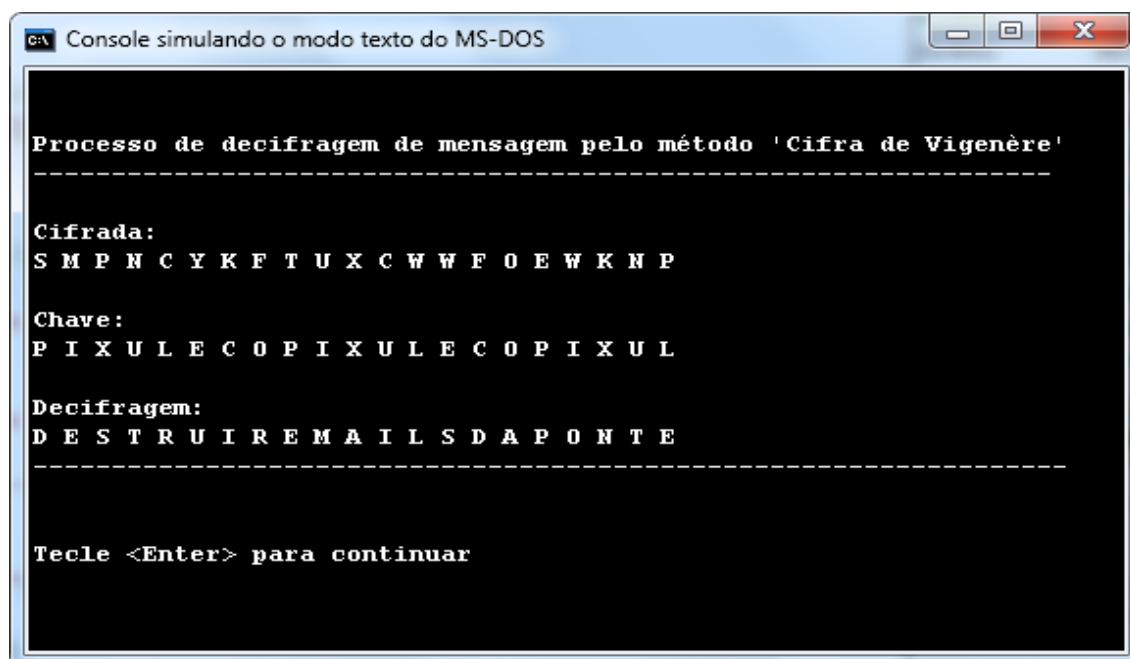 Console simulando o modo texto do MS-DOS
Processo de decifragem de mensagem pelo método 'Cifra de Vigenère'
------------------------------------------------------------------
Cifrada:
S M P N C Y K F T U X C W W F O E W K N P
Chave:
P I X U L E C O P I X U L E C O P I X U L
Decifragem:
D E S T R U I R E M A I L S D A P O N T E
-------------------------------------------------------------------
Tecle <Enter> para continuar